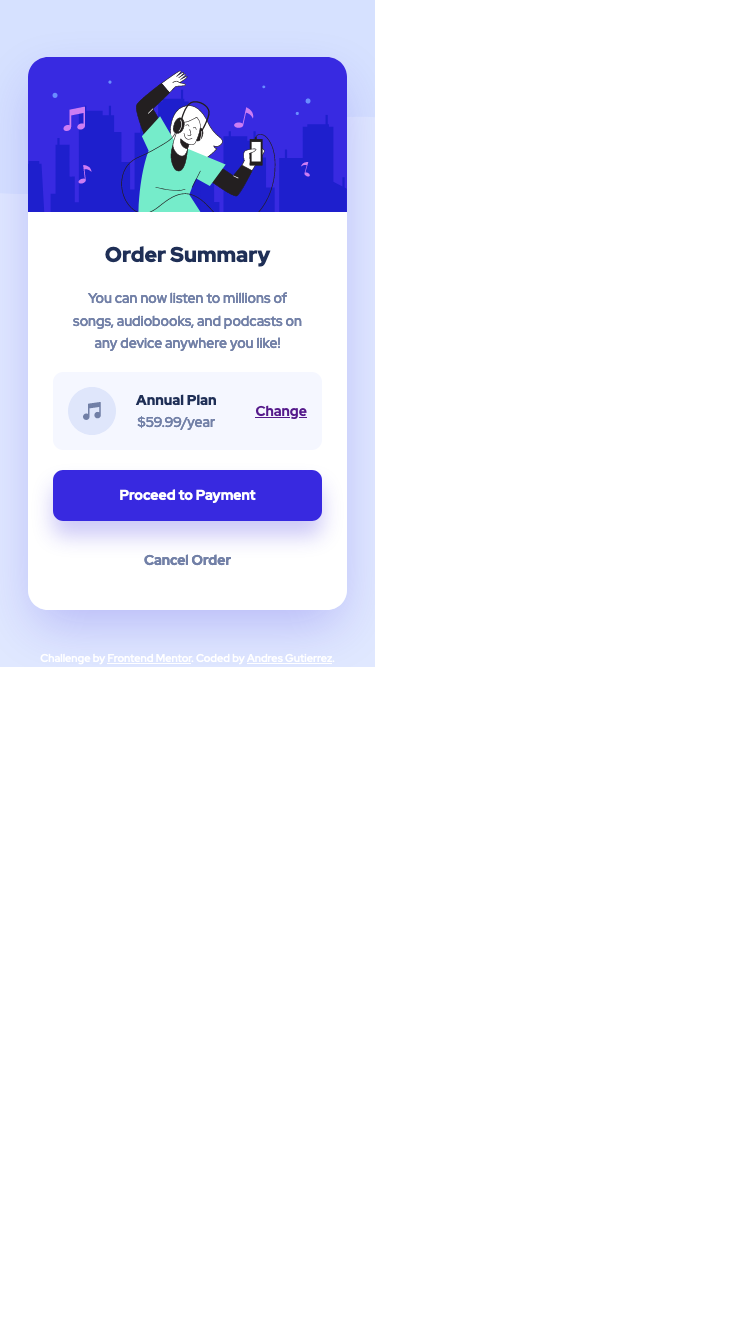 Order Summary
You can now listen to millions of
songs, audiobooks, and podcasts on
any device anywhere you like!
Annual Plan
$59.99/year
Change
Proceed to Payment
Cancel Order
Challenge by Frontend Mentor. Coded by Andres Gutierrez.